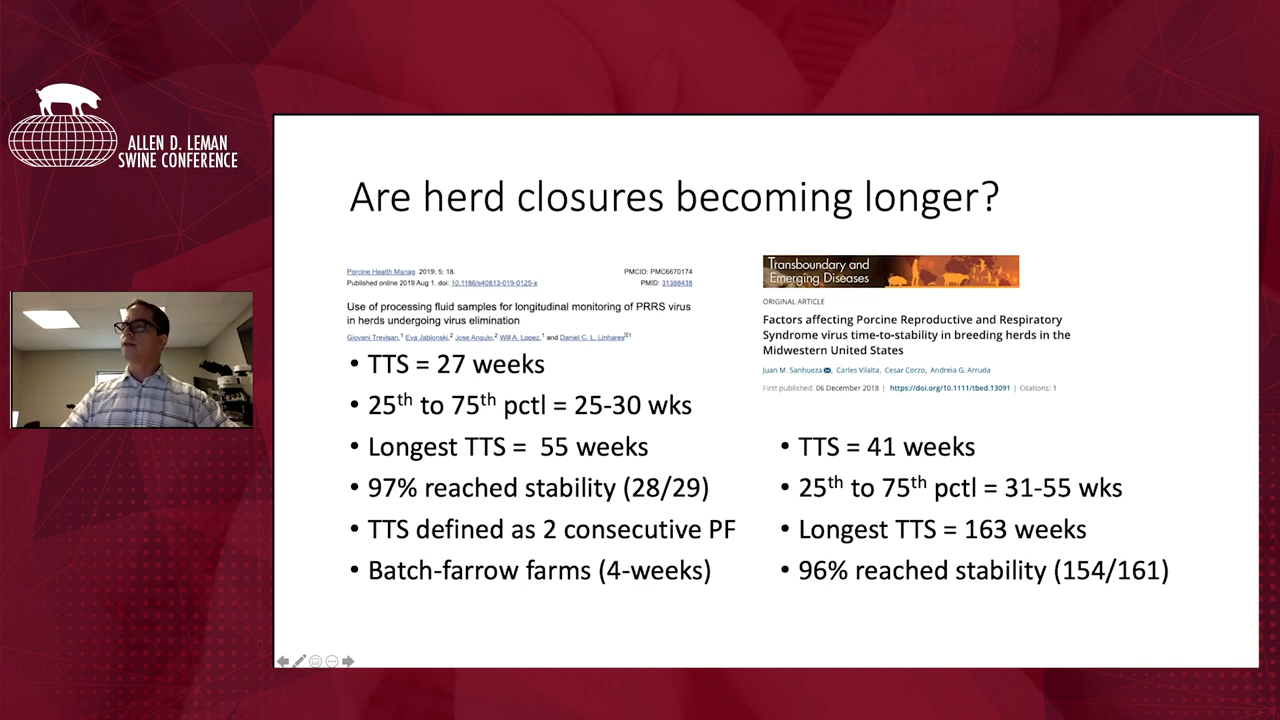 ALLEN D. LEMAN
SWINE CONFERENCE
Are herd closures becoming longer?
Porcine Health Manag. 2019; 5: 18.
PMCID: PMC6670174
Published online 2019 Aug 1. doi: 10.1186/s40813-019-0125-x
PMID: 31388438
Use of processing fluid samples for longitudinal monitoring of PRRS virus
in herds undergoing virus elimination
Giovani Trevisan,1 Eva Jablonski,2 Jose Angulo,2 Will A. Lopez,1 and Daniel C. L. Linhares1
• TTS = 27 weeks
• 25th to 75th pctl = 25-30 wks
• Longest TTS = 55 weeks
• 97% reached stability (28/29)
• TTS defined as 2 consecutive PF
• Batch-farrow farms (4-weeks)
Transboundary and
Emerging Diseases
ORIGINAL ARTICLE
Factors affecting Porcine Reproductive and Respiratory
Syndrome virus time-to-stability in breeding herds in the
Midwestern United States
Juan M. Sanhueza, Carles Vilalta, Cesar Corzo, Andreia G. Arruda
First published: 06 December 2018 | https://doi.org/10.1111/tbed.13091 | Citations: 1
• TTS = 41 weeks
• 25th to 75th pctl = 31-55 wks
• Longest TTS = 163 weeks
• 96% reached stability (154/161)